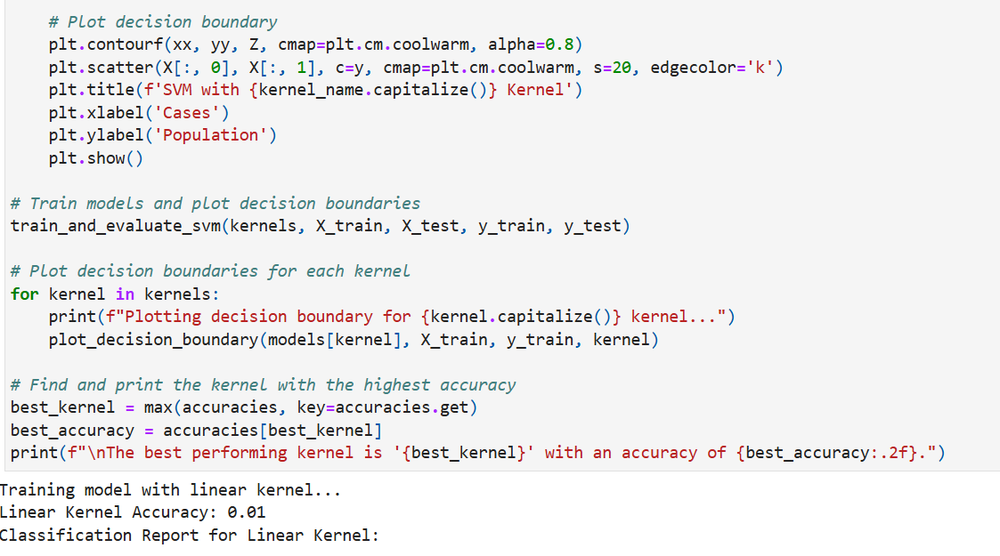 # Plot decision boundary
plt.contourf(xx, yy, Z, cmap=plt.cm.coolwarm, alpha=0.8)
plt.scatter(X[:, 0], X[:, 1], c=y, cmap=plt.cm.coolwarm, s=20, edgecolor='k')
plt.title(f'SVM with {kernel_name.capitalize()} Kernel')
plt.xlabel('Cases')
plt.ylabel('Population')
plt.show()
# Train models and plot decision boundaries
train_and_evaluate_svm(kernels, X_train, X_test, y_train, y_test)
# Plot decision boundaries for each kernel
for kernel in kernels:
print(f"Plotting decision boundary for {kernel.capitalize()} kernel...")
plot_decision_boundary(models[kernel], X_train, y_train, kernel)
# Find and print the kernel with the highest accuracy
best_kernel = max(accuracies, key=accuracies.get)
best_accuracy = accuracies[best_kernel]
print(f"\nThe best performing kernel is '{best_kernel}' with an accuracy of {best_accuracy:.2f}.")
Training model with linear kernel...
Linear Kernel Accuracy: 0.01
Classification Report for Linear Kernel: